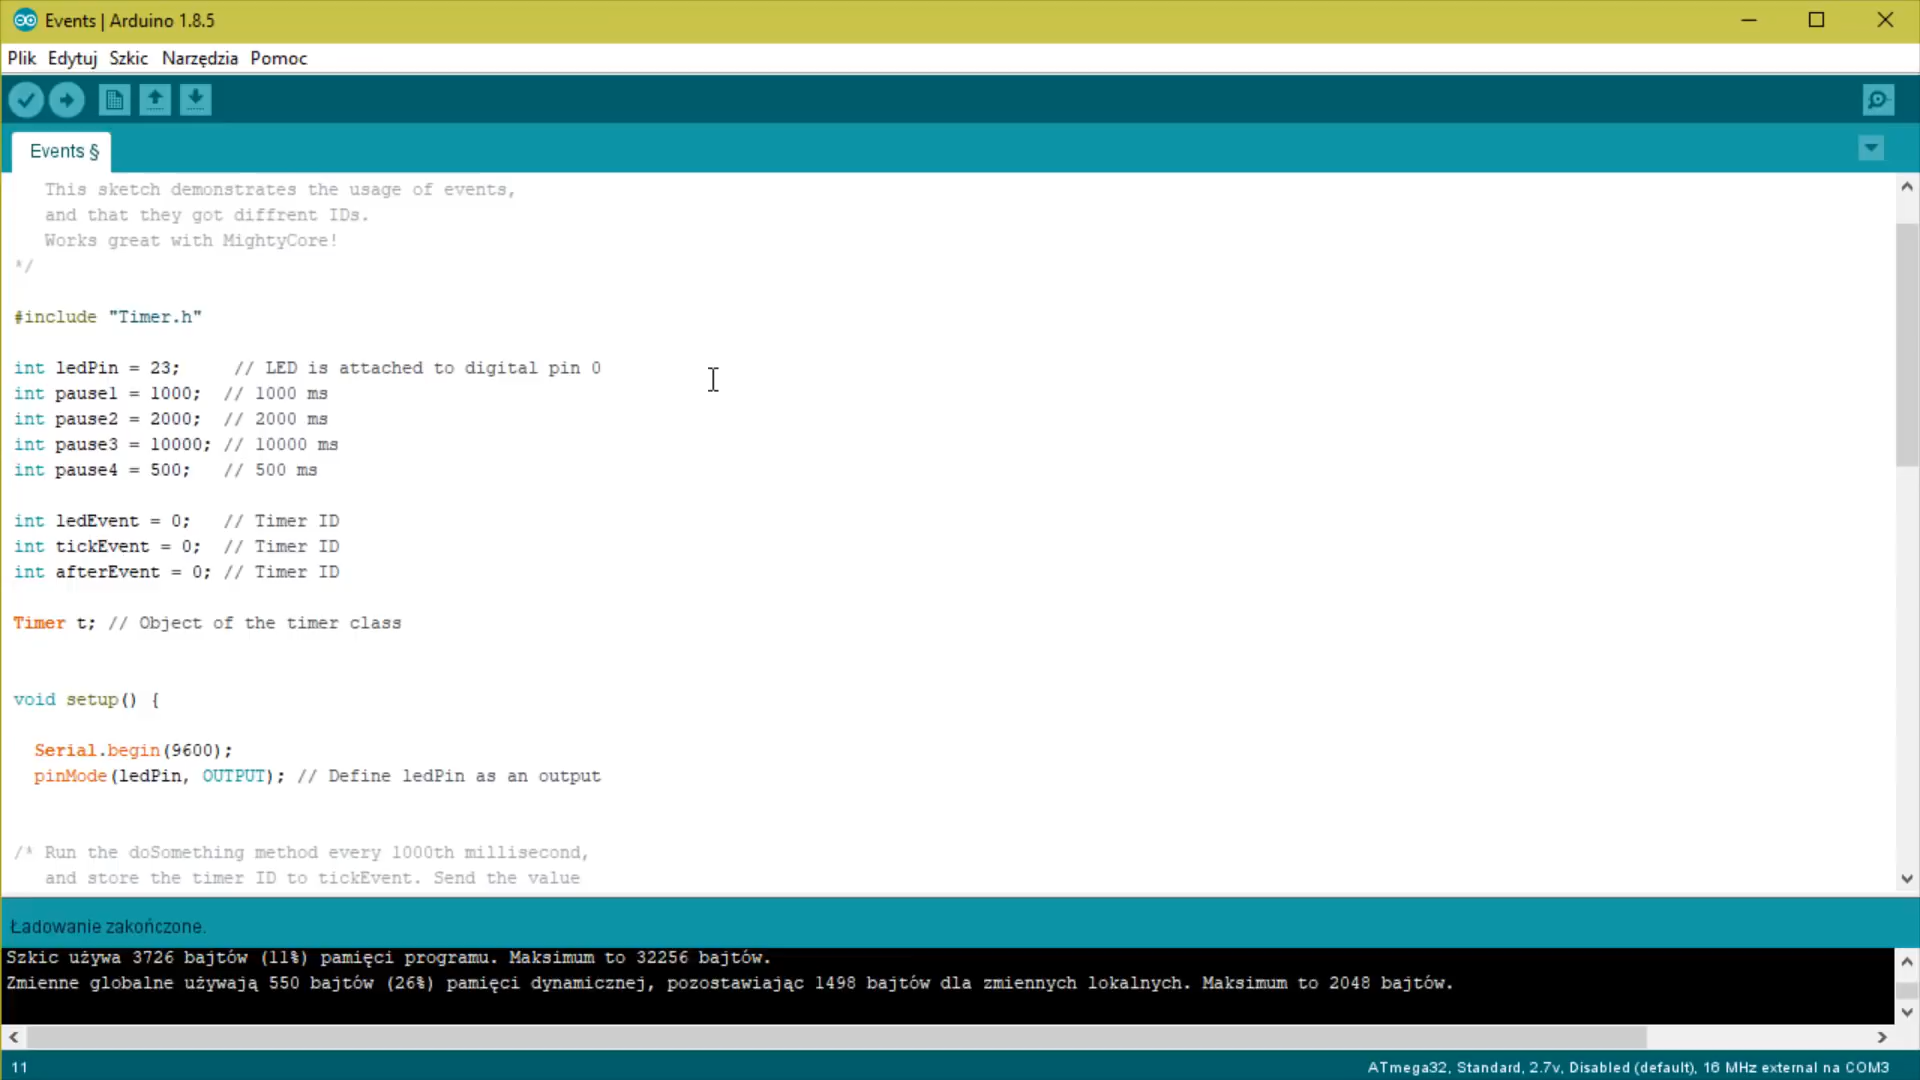 Events | Arduino 1.8.5
Plik Edytuj Szkic Narzędzia Pomoc
Events §
This sketch demonstrates the usage of events,
and that they got diffrent IDs.
Works great with MightyCore!
*/
#include "Timer.h"
int ledPin = 23;     // LED is attached to digital pin 0
int pause1 = 1000;  // 1000 ms
int pause2 = 2000;  // 2000 ms
int pause3 = 10000; // 10000 ms
int pause4 = 500;   // 500 ms
int ledEvent = 0;   // Timer ID
int tickEvent = 0;  // Timer ID
int afterEvent = 0; // Timer ID
Timer t; // Object of the timer class
void setup() {
Serial.begin(9600);
pinMode(ledPin, OUTPUT); // Define ledPin as an output
/* Run the doSomething method every 1000th millisecond,
and store the timer ID to tickEvent. Send the value
Ładowanie zakończone.
Szkic używa 3726 bajtów (11%) pamięci programu. Maksimum to 32256 bajtów.
Zmienne globalne używają 550 bajtów (26%) pamięci dynamicznej, pozostawiając 1498 bajtów dla zmiennych lokalnych. Maksimum to 2048 bajtów.
11
ATmega32, Standard, 2.7v, Disabled (default), 16 MHz external na COM3